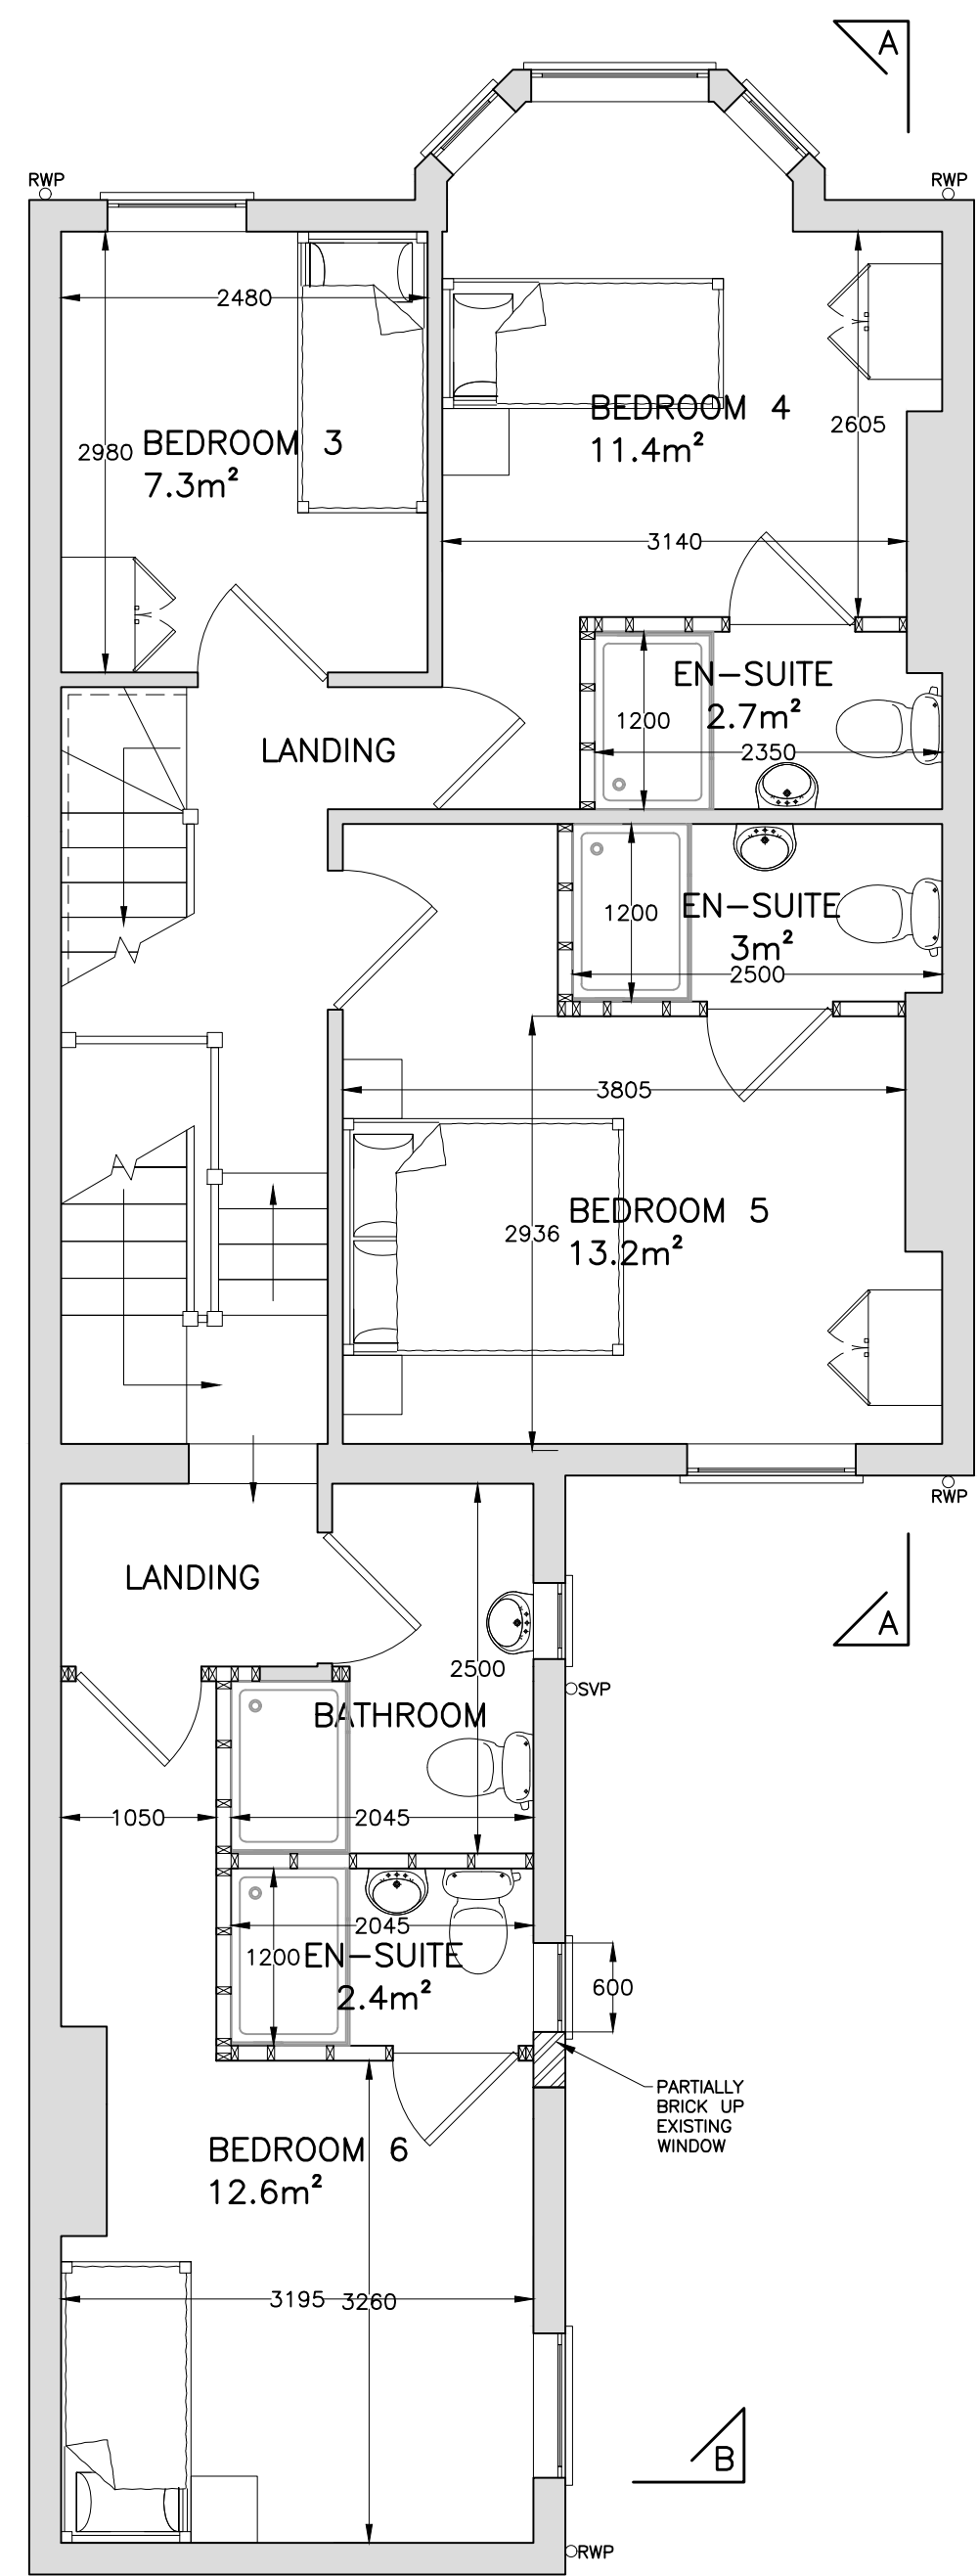 A
RWP
RWP
2480
BEDROOM 4
11.4m²
2605
BEDROOM 3
7.3m²
2980
3140
EN-SUITE
2.7m²
1200
2350
LANDING
EN-SUITE
3m²
1200
2500
3805
BEDROOM 5
13.2m²
2936
RWP
LANDING
A
2500
SVP
BATHROOM
1050
2045
2045
1200
EN-SUITE
2.4m²
600
PARTIALLY
BRICK UP
EXISTING
WINDOW
BEDROOM 6
12.6m²
3195
3260
B
RWP